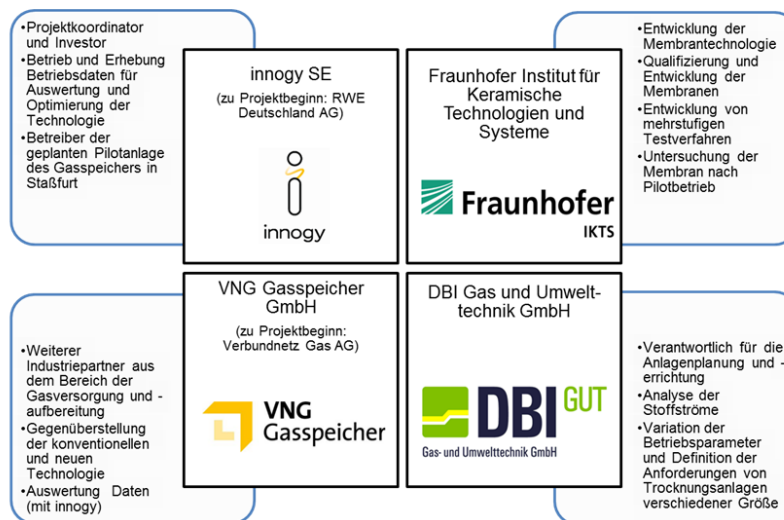 •Projektkoordinator
und Investor
•Betrieb und Erhebung
Betriebsdaten für
Auswertung und
Optimierung der
Technologie
•Betreiber der
geplanten Pilotanlage
des Gasspeichers in
Staßfurt
innogy SE
(zu Projektbeginn: RWE
Deutschland AG)
innogy
Fraunhofer Institut für
Keramische
Technologien und
Systeme
Fraunhofer
IKTS
•Entwicklung der
Membrantechnologie
•Qualifizierung und
Entwicklung der
Membranen
•Entwicklung von
mehrstufigen
Testverfahren
•Untersuchung der
Membran nach
Pilotbetrieb
•Weiterer
Industriepartner aus
dem Bereich der
Gasversorgung und -
aufbereitung
•Gegenüberstellung
der konventionellen
und neuen
Technologie
•Auswertung Daten
(mit innogy)
VNG Gasspeicher
GmbH
(zu Projektbeginn:
Verbundnetz Gas AG)
VNG
Gasspeicher
DBI Gas und Umwelt-
technik GmbH
DBI GUT
Gas- und Umwelttechnik GmbH
•Verantwortlich für die
Anlagenplanung und -
errichtung
•Analyse der
Stoffströme
•Variation der
Betriebsparameter
und Definition der
Anforderungen von
Trocknungsanlagen
verschiedener Größe